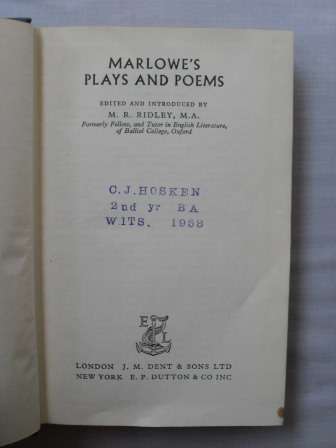 MARLOWE'S
PLAYS AND POEMS
EDITED AND INTRODUCED BY
M. R. RIDLEY, M.A.
Formerly Fellow, and Tutor in English Literature,
of Balliol College, Oxford
C.J.HOSKEN
2nd yr BA
WITS. 1958
E L
LONDON J. M. DENT & SONS LTD
NEW YORK E. P. DUTTON & CO INC